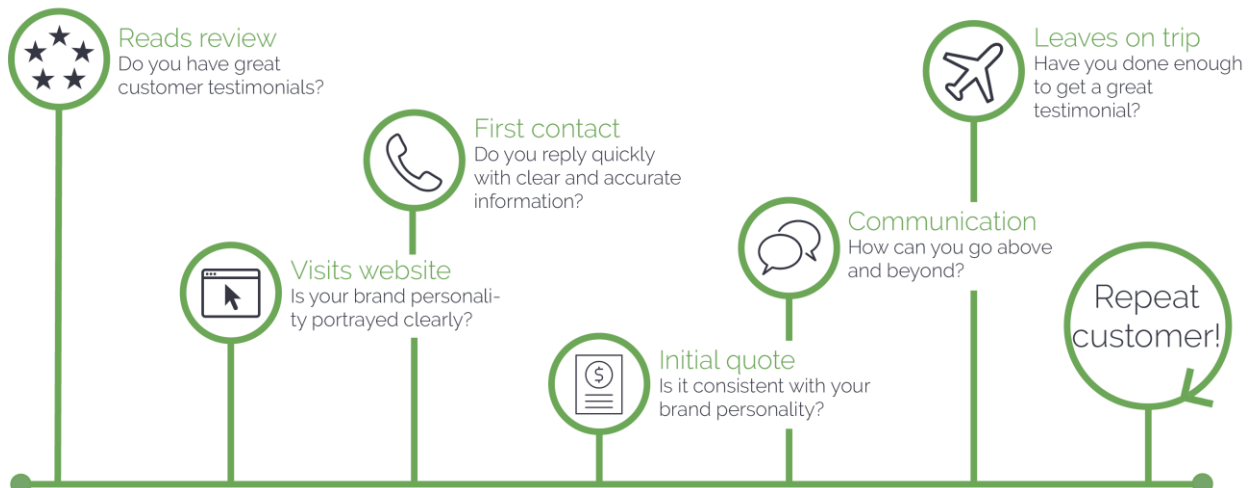 Reads review
Do you have great
customer testimonials?
Visits website
Is your brand personali-
ty portrayed clearly?
First contact
Do you reply quickly
with clear and accurate
information?
Initial quote
Is it consistent with your
brand personality?
$
Communication
How can you go above
and beyond?
Leaves on trip
Have you done enough
to get a great
testimonial?
Repeat
customer!